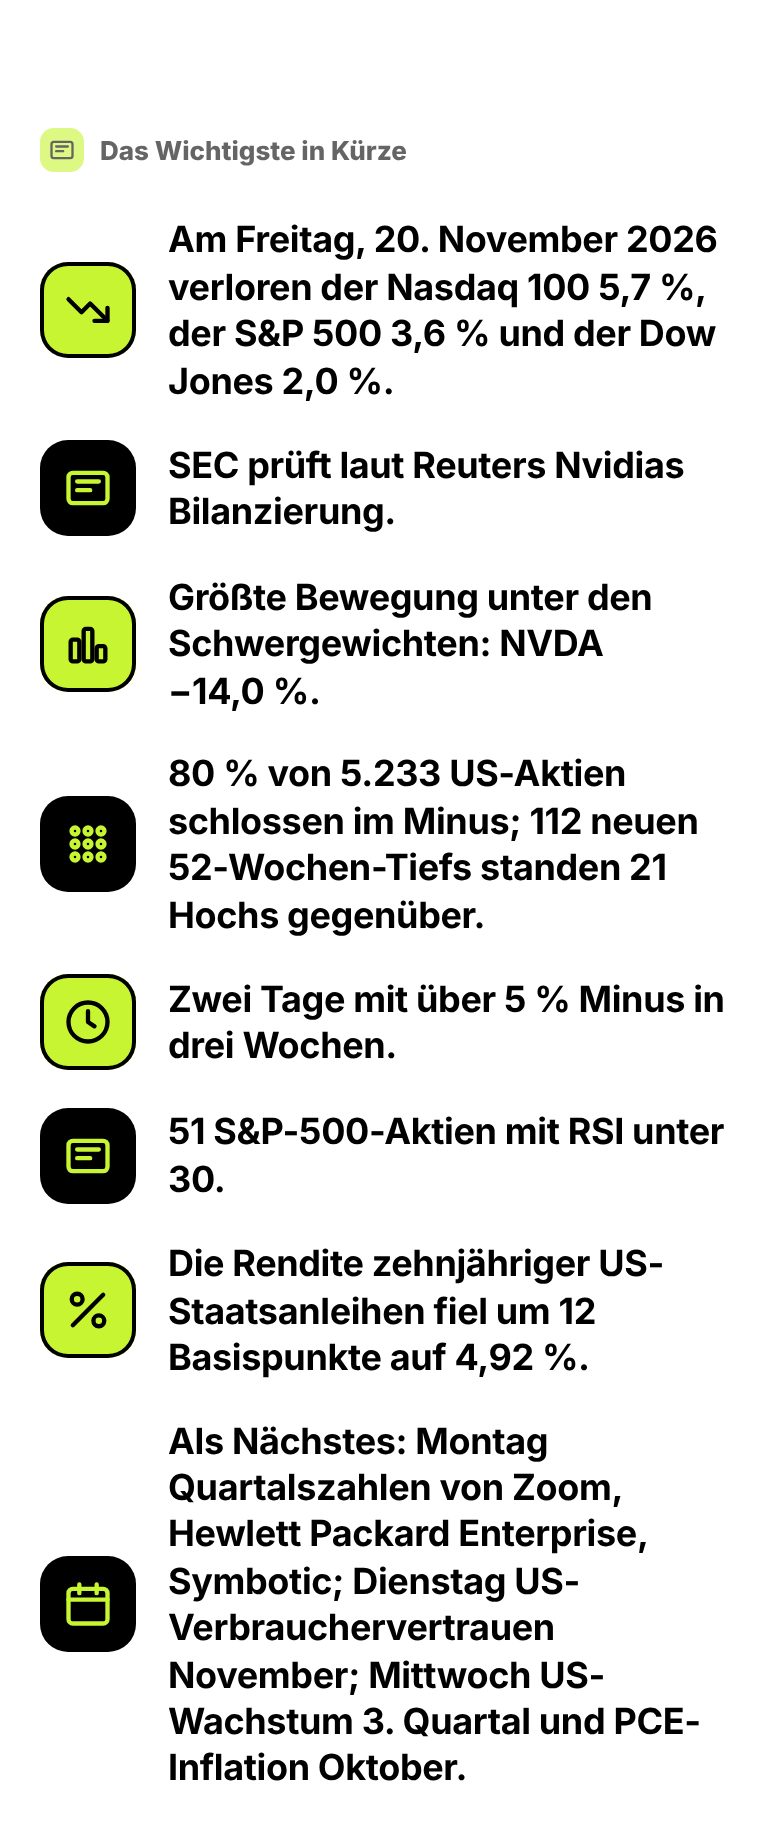 Das Wichtigste in Kürze
Am Freitag, 20. November 2026
verloren der Nasdaq 100 5,7 %,
der S&P 500 3,6 % und der Dow
Jones 2,0 %.
SEC prüft laut Reuters Nvidias
Bilanzierung.
Größte Bewegung unter den
Schwergewichten: NVDA
−14,0 %.
80 % von 5.233 US-Aktien
schlossen im Minus; 112 neuen
52-Wochen-Tiefs standen 21
Hochs gegenüber.
Zwei Tage mit über 5 % Minus in
drei Wochen.
51 S&P-500-Aktien mit RSI unter
30.
Die Rendite zehnjähriger US-
Staatsanleihen fiel um 12
Basispunkte auf 4,92 %.
Als Nächstes: Montag
Quartalszahlen von Zoom,
Hewlett Packard Enterprise,
Symbotic; Dienstag US-
Verbrauchervertrauen
November; Mittwoch US-
Wachstum 3. Quartal und PCE-
Inflation Oktober.